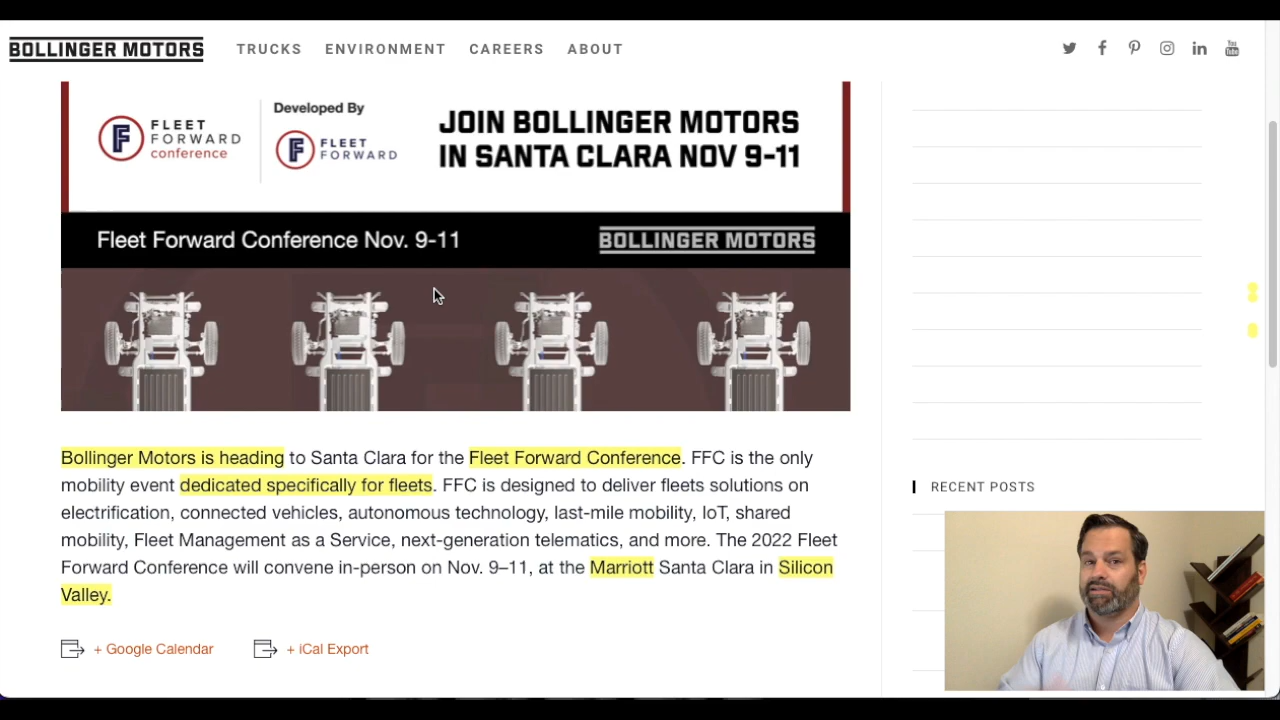 BOLLINGER MOTORS TRUCKS ENVIRONMENT CAREERS ABOUT You Tube
FLEET FORWARD conference
Developed By
FLEET FORWARD
JOIN BOLLINGER MOTORS
IN SANTA CLARA NOV 9-11
Fleet Forward Conference Nov. 9-11 BOLLINGER MOTORS
Bollinger Motors is heading to Santa Clara for the Fleet Forward Conference. FFC is the only
mobility event dedicated specifically for fleets. FFC is designed to deliver fleets solutions on
electrification, connected vehicles, autonomous technology, last-mile mobility, IoT, shared
mobility, Fleet Management as a Service, next-generation telematics, and more. The 2022 Fleet
Forward Conference will convene in-person on Nov. 9–11, at the Marriott Santa Clara in Silicon
Valley.
+ Google Calendar + iCal Export
RECENT POSTS